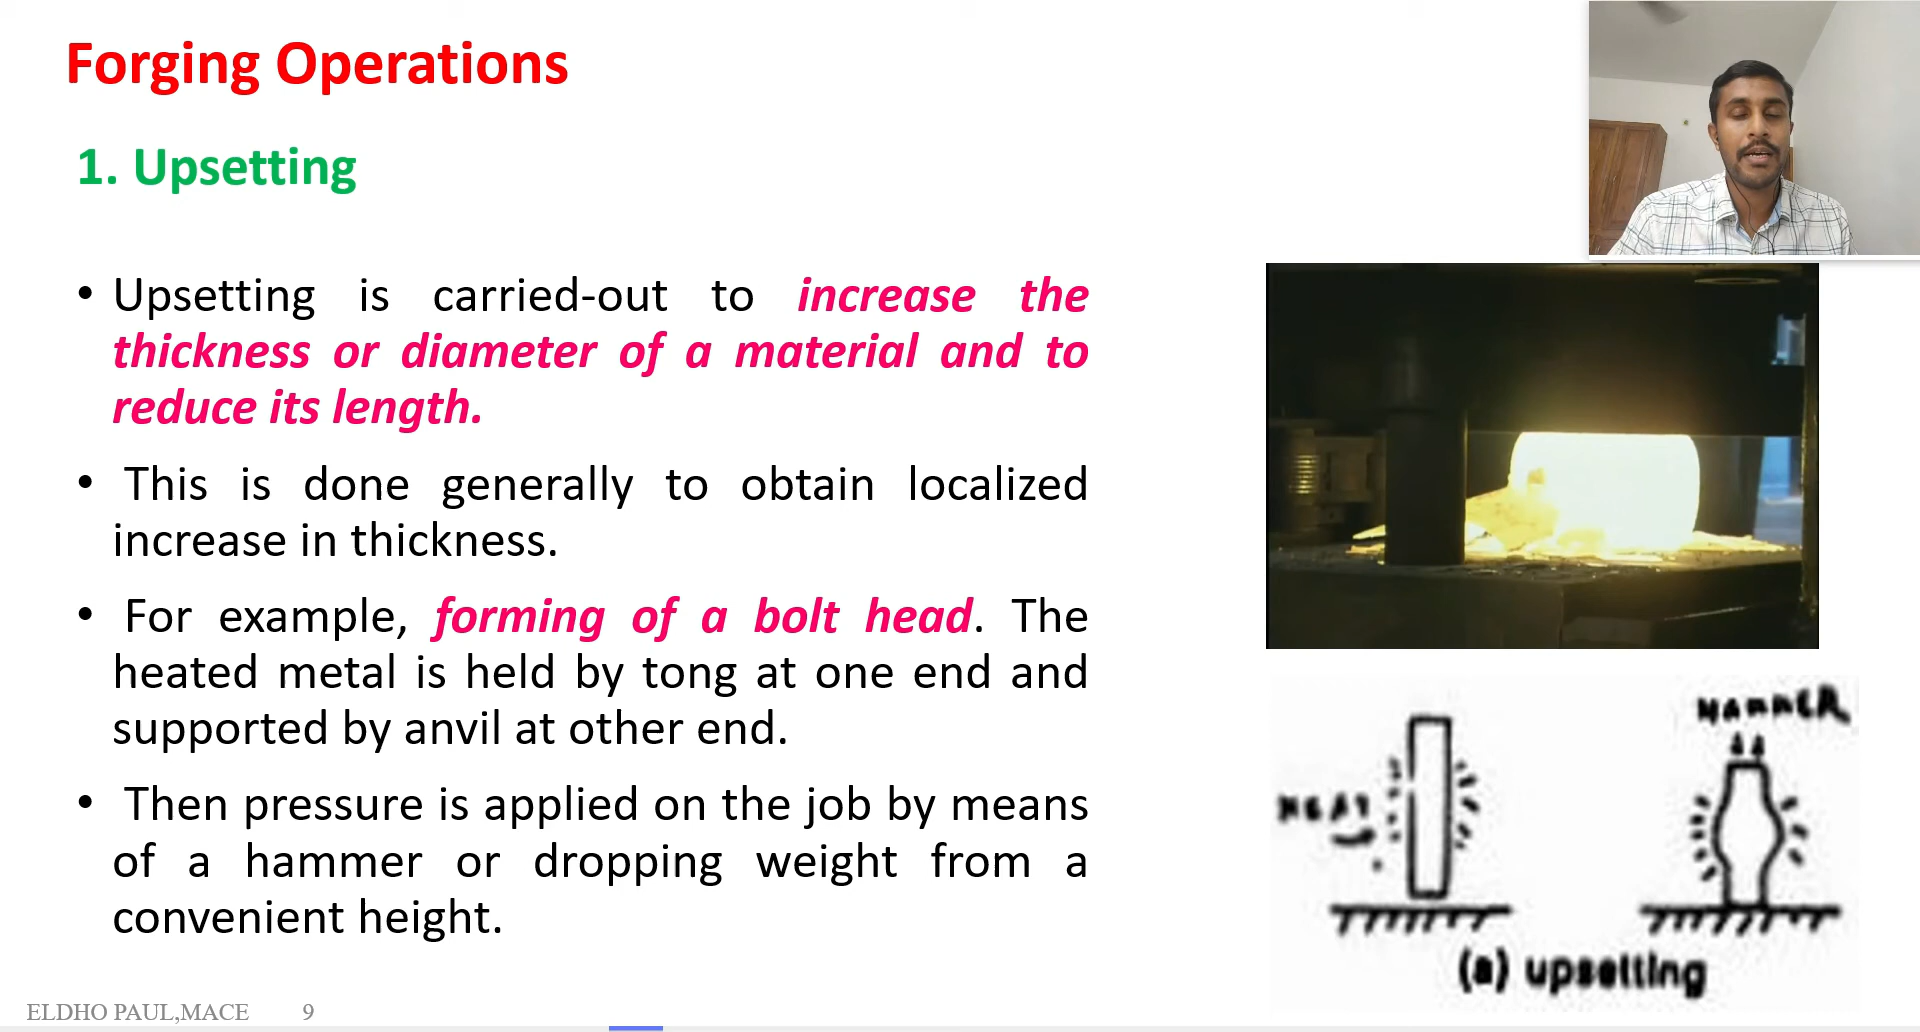 Forging Operations
1. Upsetting
• Upsetting is carried-out to increase the
thickness or diameter of a material and to
reduce its length.
• This is done generally to obtain localized
increase in thickness.
• For example, forming of a bolt head. The
heated metal is held by tong at one end and
supported by anvil at other end.
• Then pressure is applied on the job by means
of a hammer or dropping weight from a
convenient height.
HAMMER
HEAT
(a) upsetting
ELDHO PAUL,MACE 9